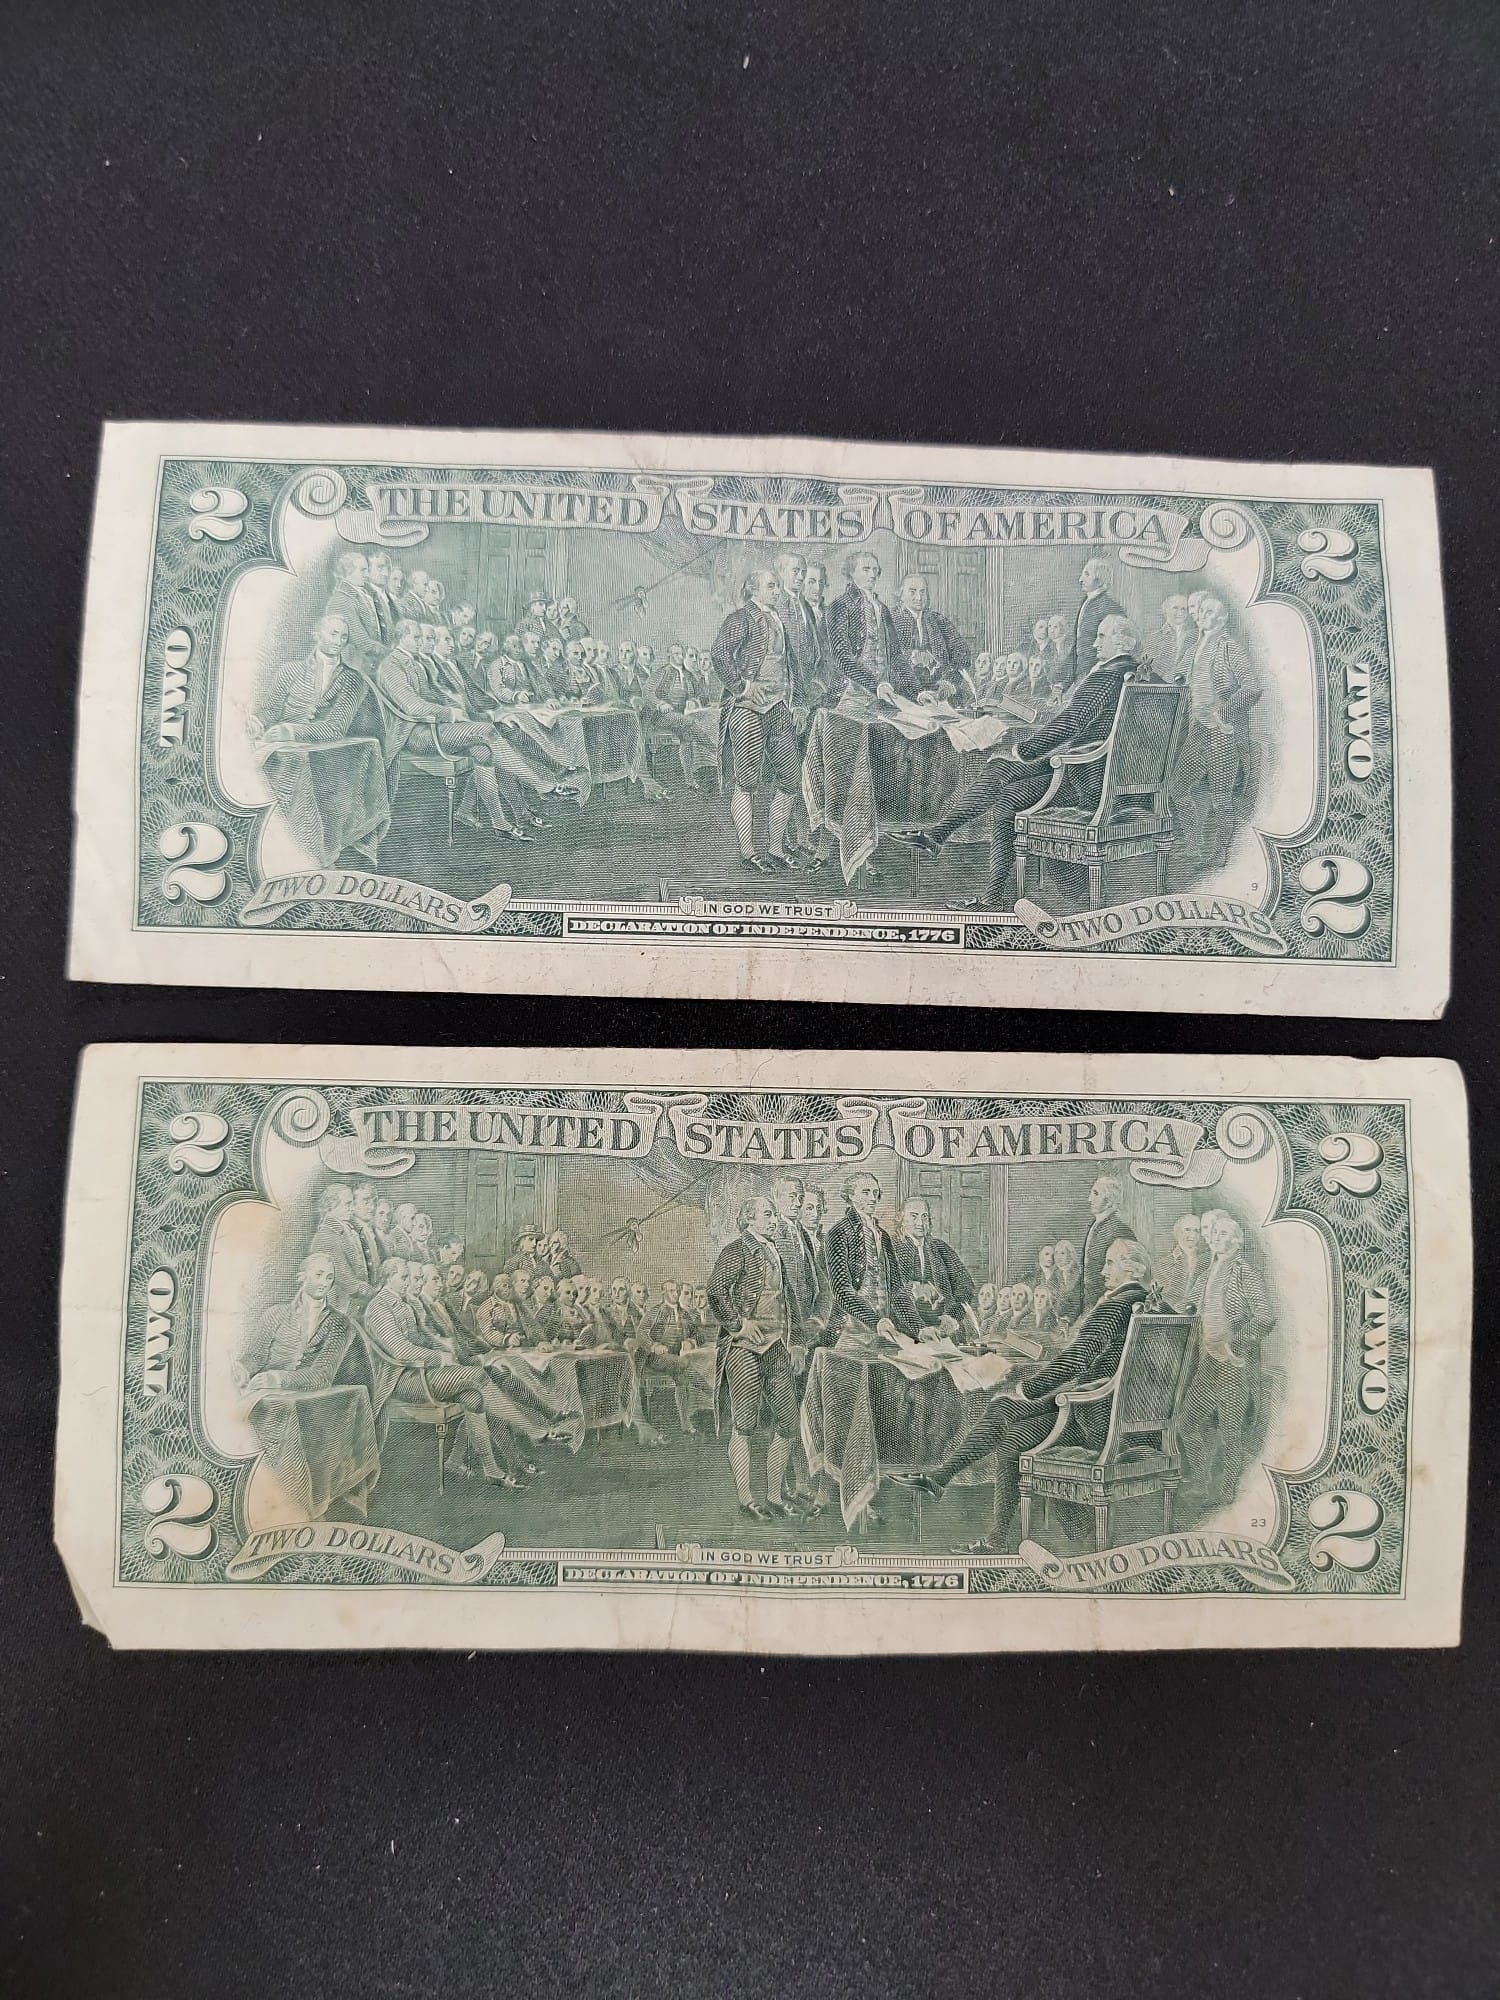 2 THE UNITED STATES OF AMERICA 2
TWO TWO
9
2 TWO DOLLARS IN GOD WE TRUST TWO DOLLARS 2
DECLARATION OF INDEPENDENCE, 1776
2 THE UNITED STATES OF AMERICA 2
TWO TWO
23
2 TWO DOLLARS IN GOD WE TRUST TWO DOLLARS 2
DECLARATION OF INDEPENDENCE, 1776